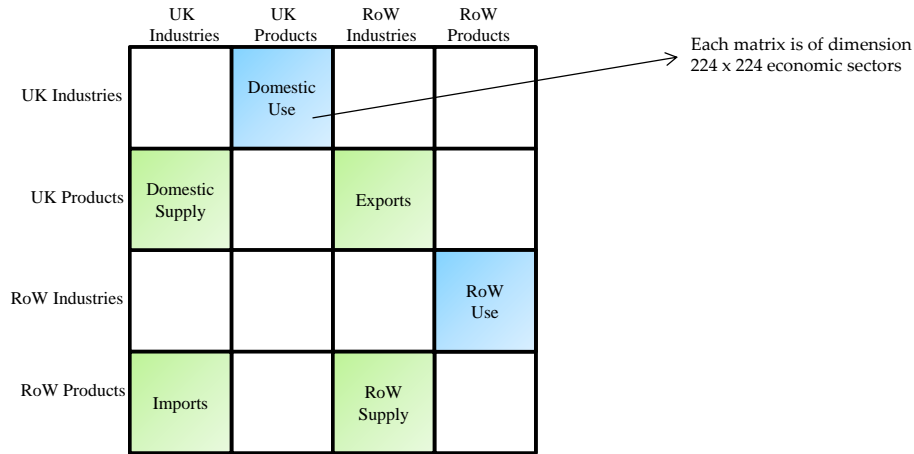 UK
Industries
UK
Products
RoW
Industries
RoW
Products
Each matrix is of dimension
224 x 224 economic sectors
UK Industries
Domestic
Use
UK Products
Domestic
Supply
Exports
RoW Industries
RoW
Use
RoW Products
Imports
RoW
Supply